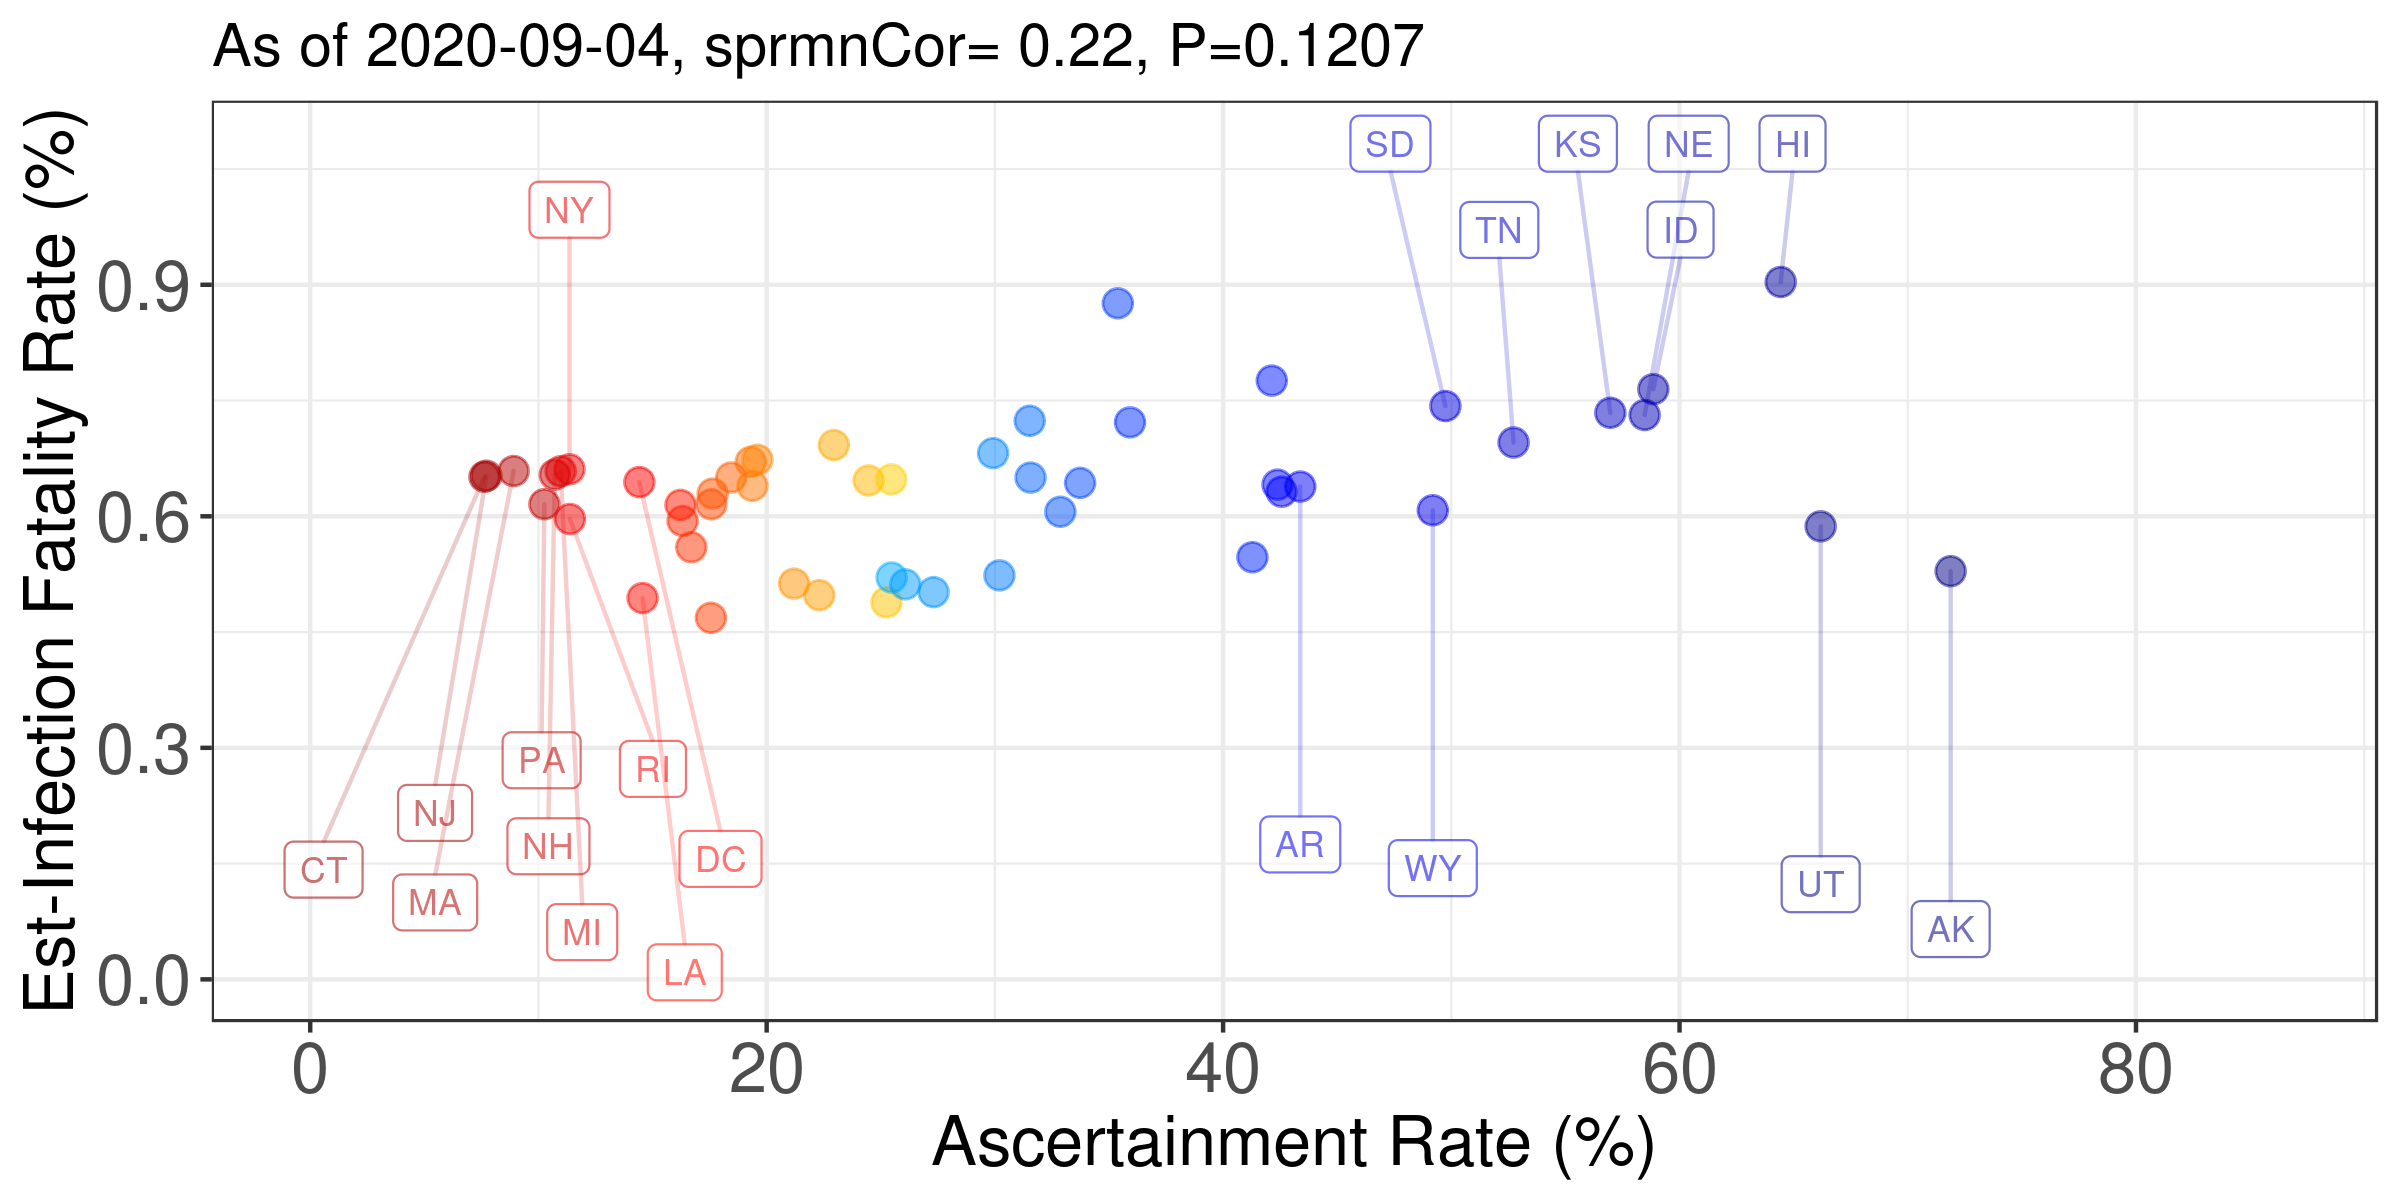 As of 2020-09-04, sprmnCor= 0.22, P=0.1207
Est-Infection Fatality Rate (%)
0.9
0.6
0.3
0.0
SD
KS
NE
HI
NY
TN
ID
PA
RI
NJ
NH
DC
AR
CT
WY
MA
UT
MI
AK
LA
0
20
40
60
80
Ascertainment Rate (%)